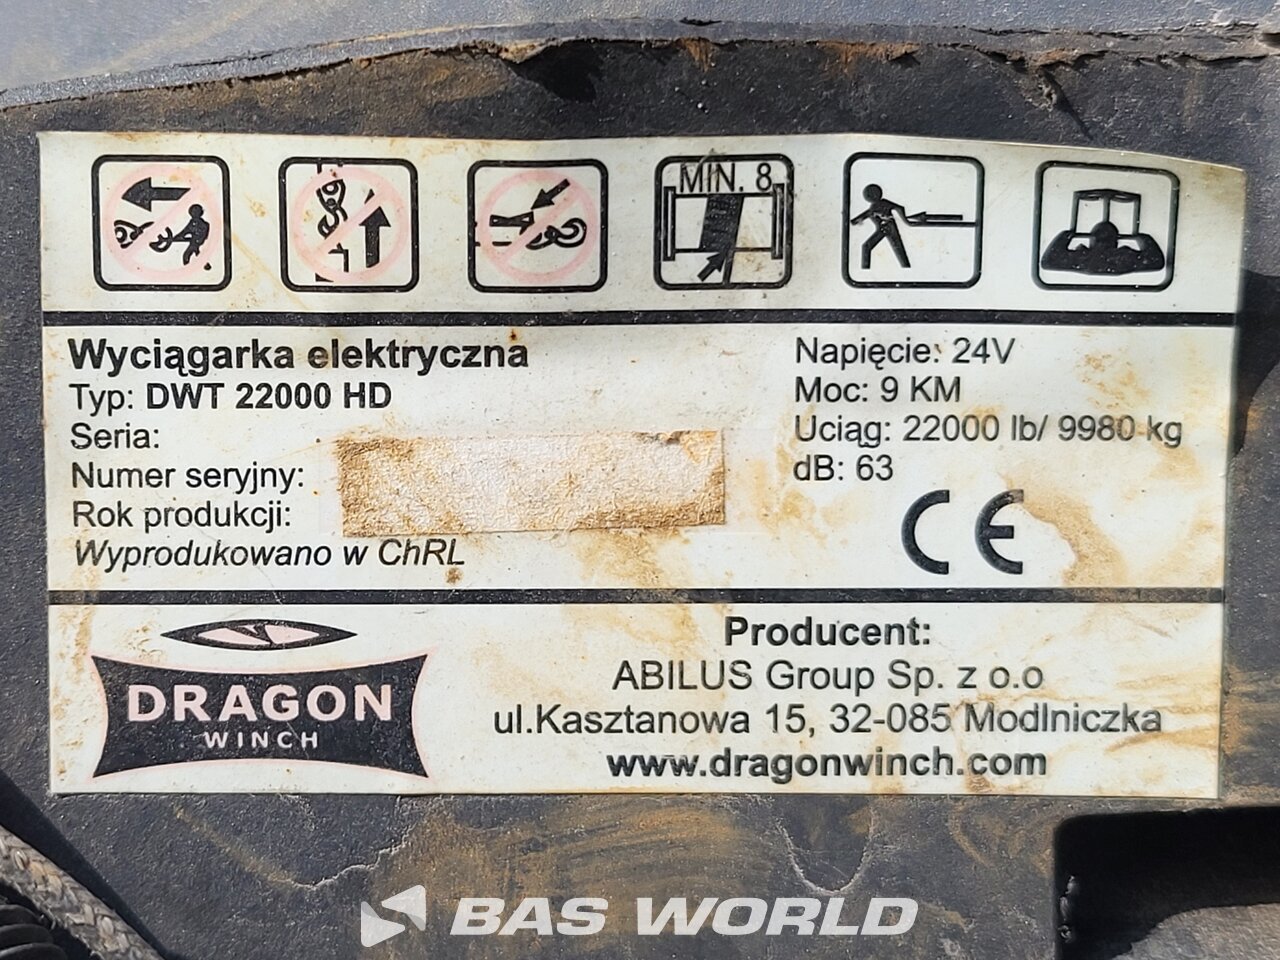 MIN. 8
Wyciągarka elektryczna
Typ: DWT 22000 HD
Seria:
Numer seryjny:
Rok produkcji:
Wyprodukowano w ChRL
Napięcie: 24V
Moc: 9 KM
Uciąg: 22000 lb/ 9980 kg
dB: 63
CE
DRAGON
WINCH
Producent:
ABILUS Group Sp. z o.o
ul.Kasztanowa 15, 32-085 Modlniczka
www.dragonwinch.com
BAS WORLD